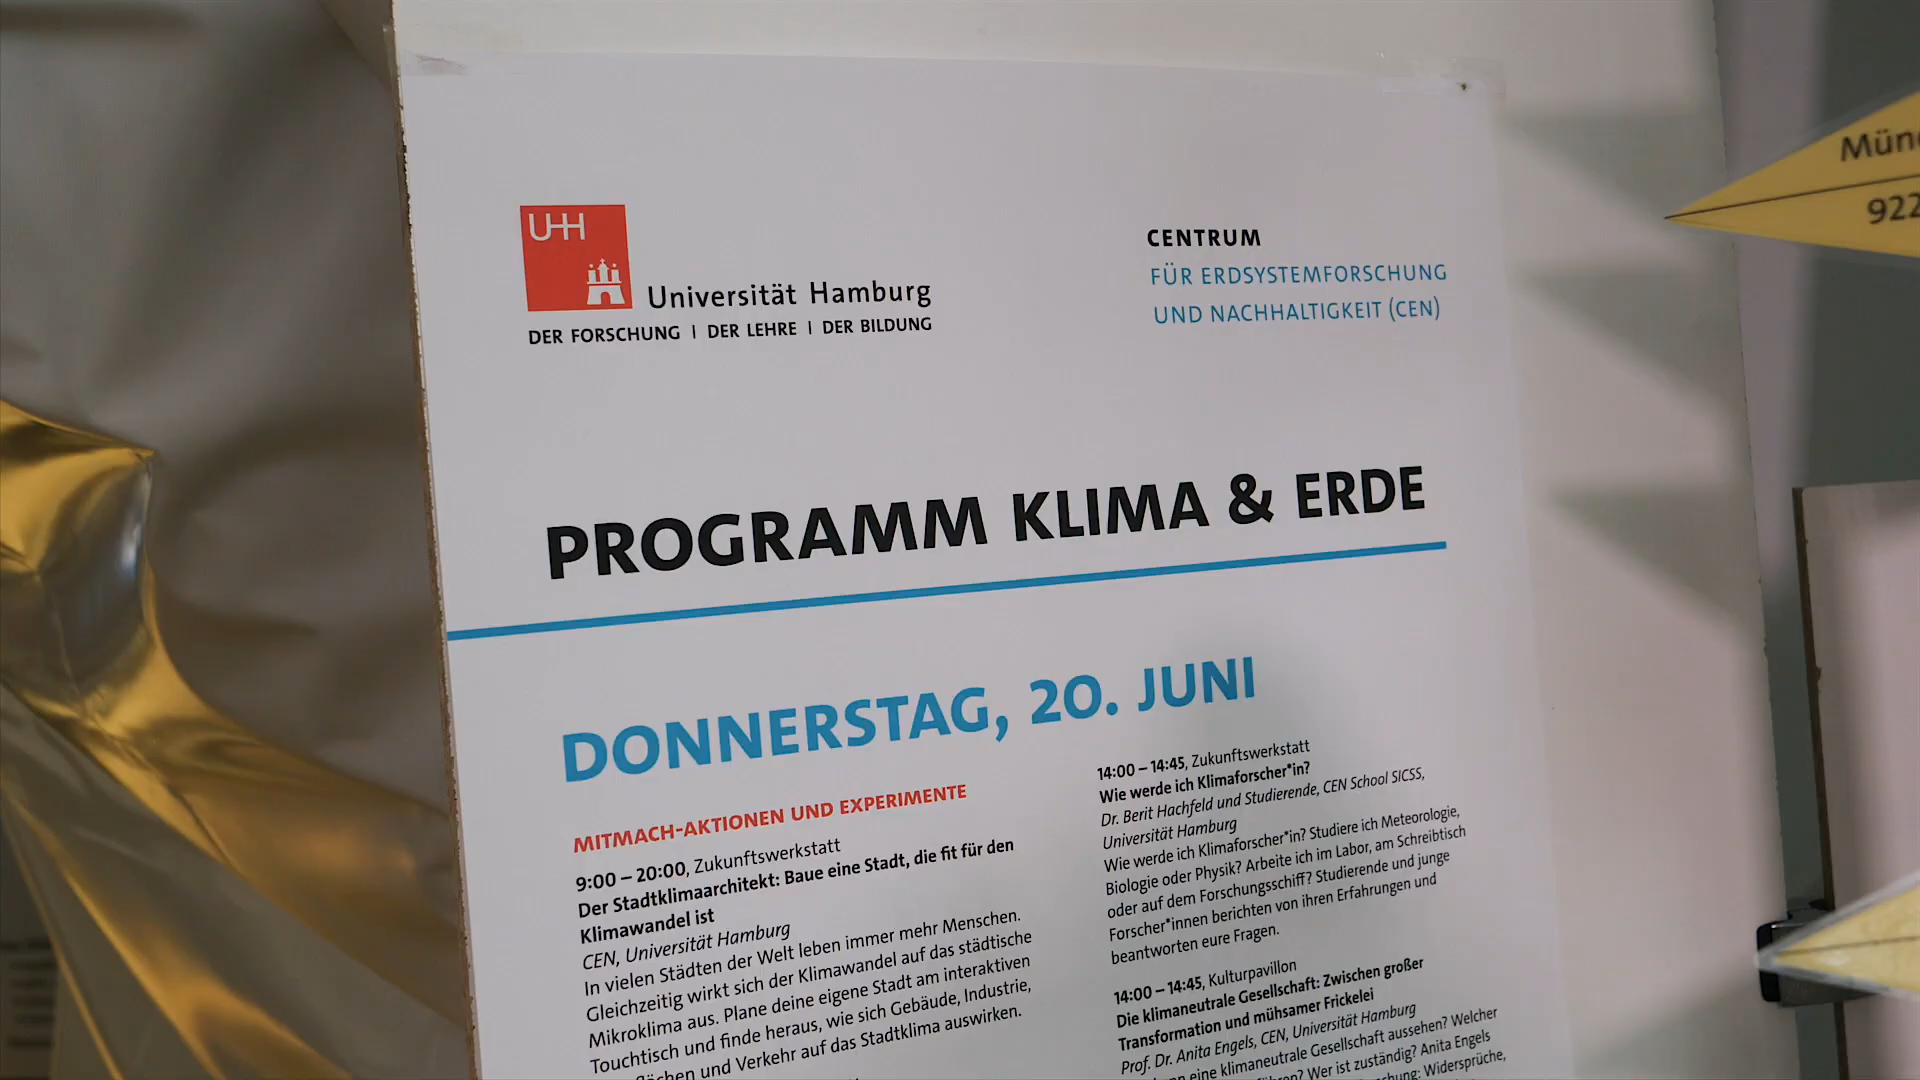 UHH
Universität Hamburg
DER FORSCHUNG | DER LEHRE | DER BILDUNG
CENTRUM
FÜR ERDSYSTEMFORSCHUNG
UND NACHHALTIGKEIT (CEN)
PROGRAMM KLIMA & ERDE
DONNERSTAG, 20. JUNI
MITMACH-AKTIONEN UND EXPERIMENTE
9:00 – 20:00, Zukunftswerkstatt
Der Stadtklimaarchitekt: Baue eine Stadt, die fit für den
Klimawandel ist
CEN, Universität Hamburg
In vielen Städten der Welt leben immer mehr Menschen.
Gleichzeitig wirkt sich der Klimawandel auf das städtische
Mikroklima aus. Plane deine eigene Stadt am interaktiven
Touchtisch und finde heraus, wie sich Gebäude, Industrie,
und Verkehr auf das Stadtklima auswirken.
14:00 – 14:45, Zukunftswerkstatt
Wie werde ich Klimaforscher*in?
Dr. Berit Hachfeld und Studierende, CEN School SICSS,
Universität Hamburg
Wie werde ich Klimaforscher*in? Studiere ich Meteorologie,
Biologie oder Physik? Arbeite ich im Labor, am Schreibtisch
oder auf dem Forschungsschiff? Studierende und junge
Forscher*innen berichten von ihren Erfahrungen und
beantworten eure Fragen.
14:00 – 14:45, Kulturpavillon
Die klimaneutrale Gesellschaft: Zwischen großer
Transformation und mühsamer Frickelei
Prof. Dr. Anita Engels, CEN, Universität Hamburg
eine klimaneutrale Gesellschaft aussehen? Welcher
Wer ist zuständig? Anita Engels
Widersprüche,
Mün
922